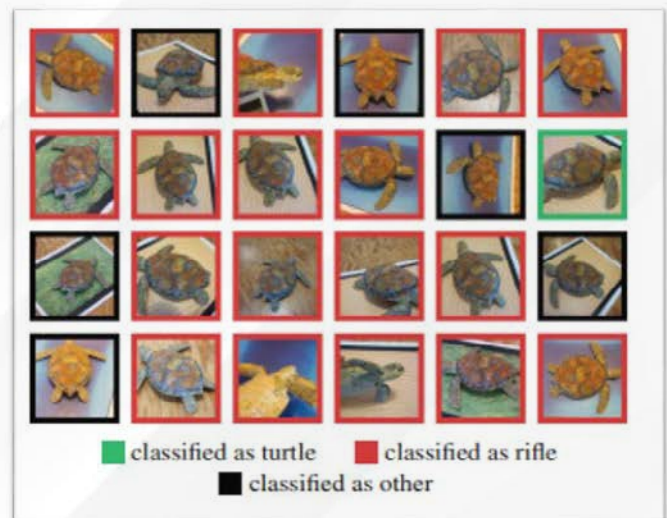 classified as turtle classified as rifle
classified as other